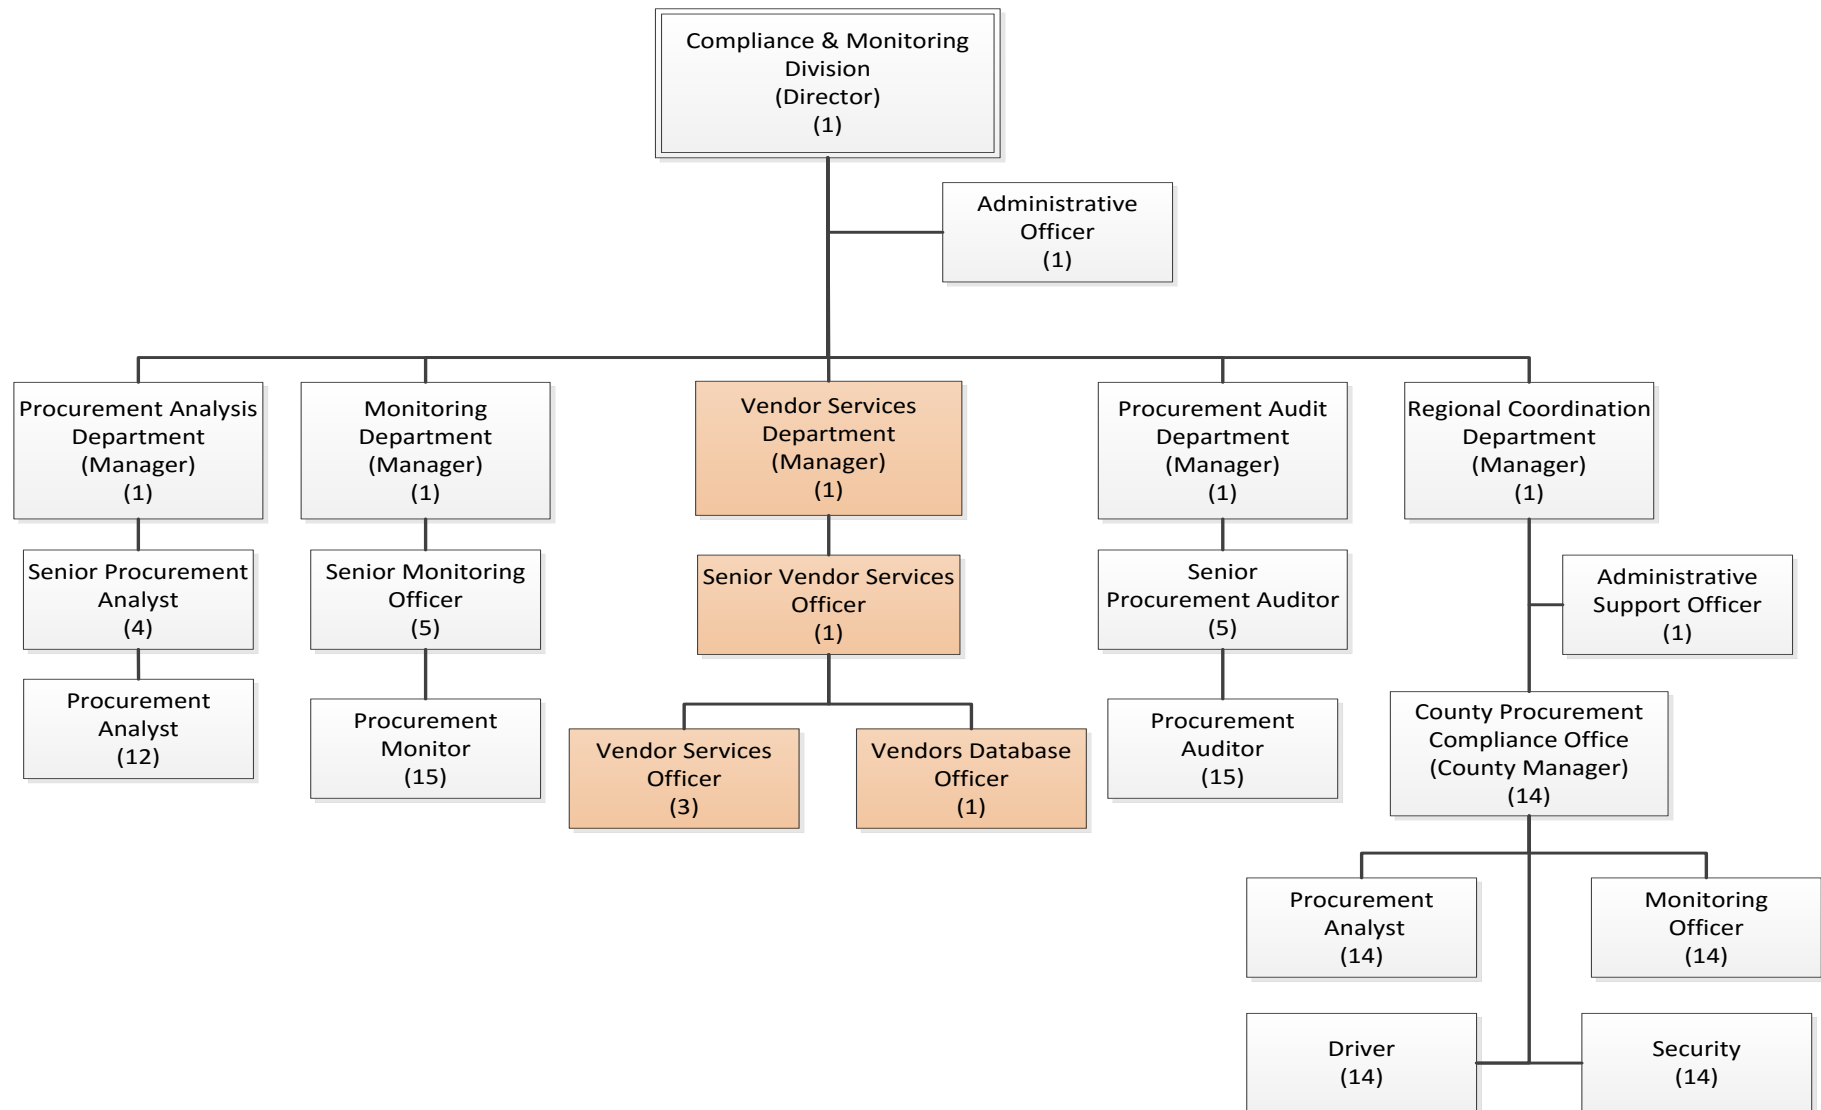 Compliance & Monitoring
Division
(Director)
(1)
Administrative
Officer
(1)
Procurement Analysis
Department
(Manager)
(1)
Monitoring
Department
(Manager)
(1)
Vendor Services
Department
(Manager)
(1)
Procurement Audit
Department
(Manager)
(1)
Regional Coordination
Department
(Manager)
(1)
Senior Procurement
Analyst
(4)
Senior Monitoring
Officer
(5)
Senior Vendor Services
Officer
(1)
Senior
Procurement Auditor
(5)
Administrative
Support Officer
(1)
Procurement
Analyst
(12)
Procurement
Monitor
(15)
Vendor Services
Officer
(3)
Vendors Database
Officer
(1)
Procurement
Auditor
(15)
County Procurement
Compliance Office
(County Manager)
(14)
Procurement
Analyst
(14)
Monitoring
Officer
(14)
Driver
(14)
Security
(14)